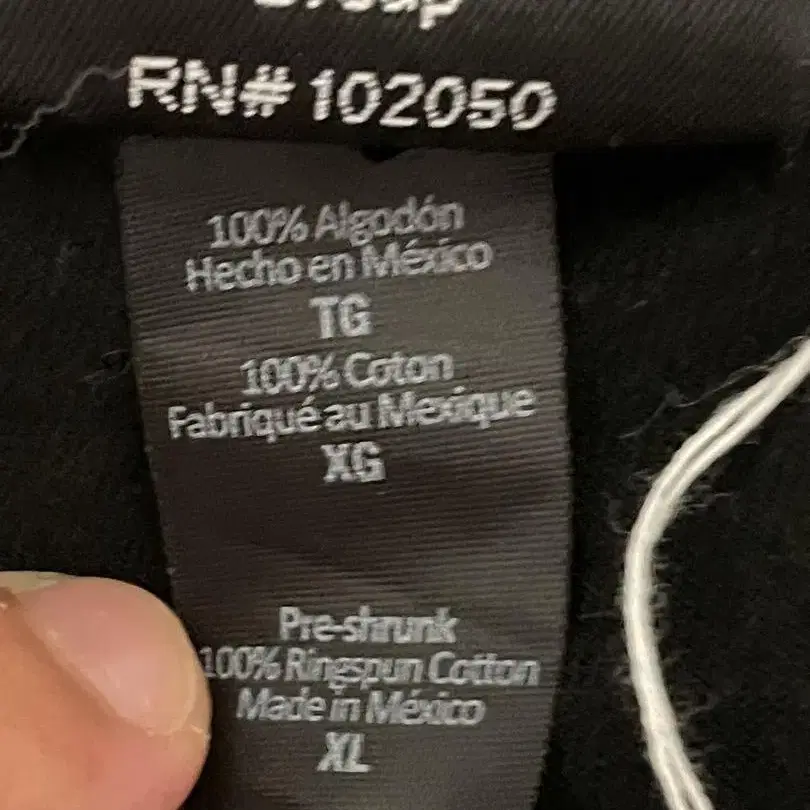 RN# 102050
100% Algodón
Hecho en México
TG
100% Coton
Fabriqué au Mexique
XG
Pre-shrunk
100% Ringspun Cotton
Made in México
XL